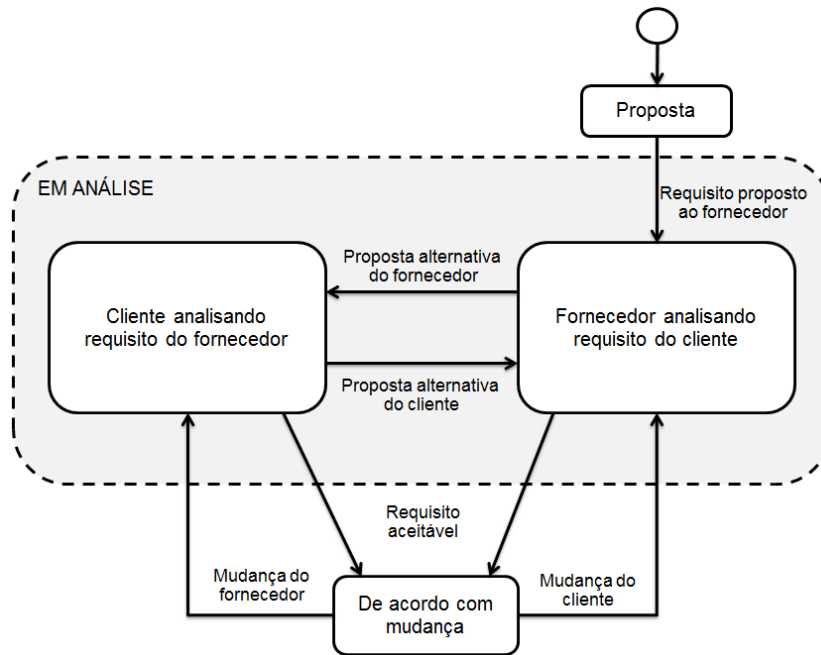 Proposta
EM ANÁLISE
Requisito proposto
ao fornecedor
Proposta alternativa
do fornecedor
Cliente analisando
requisito do fornecedor
Fornecedor analisando
requisito do cliente
Proposta alternativa
do cliente
Requisito
aceitável
Mudança do
fornecedor
De acordo com
mudança
Mudança do
cliente